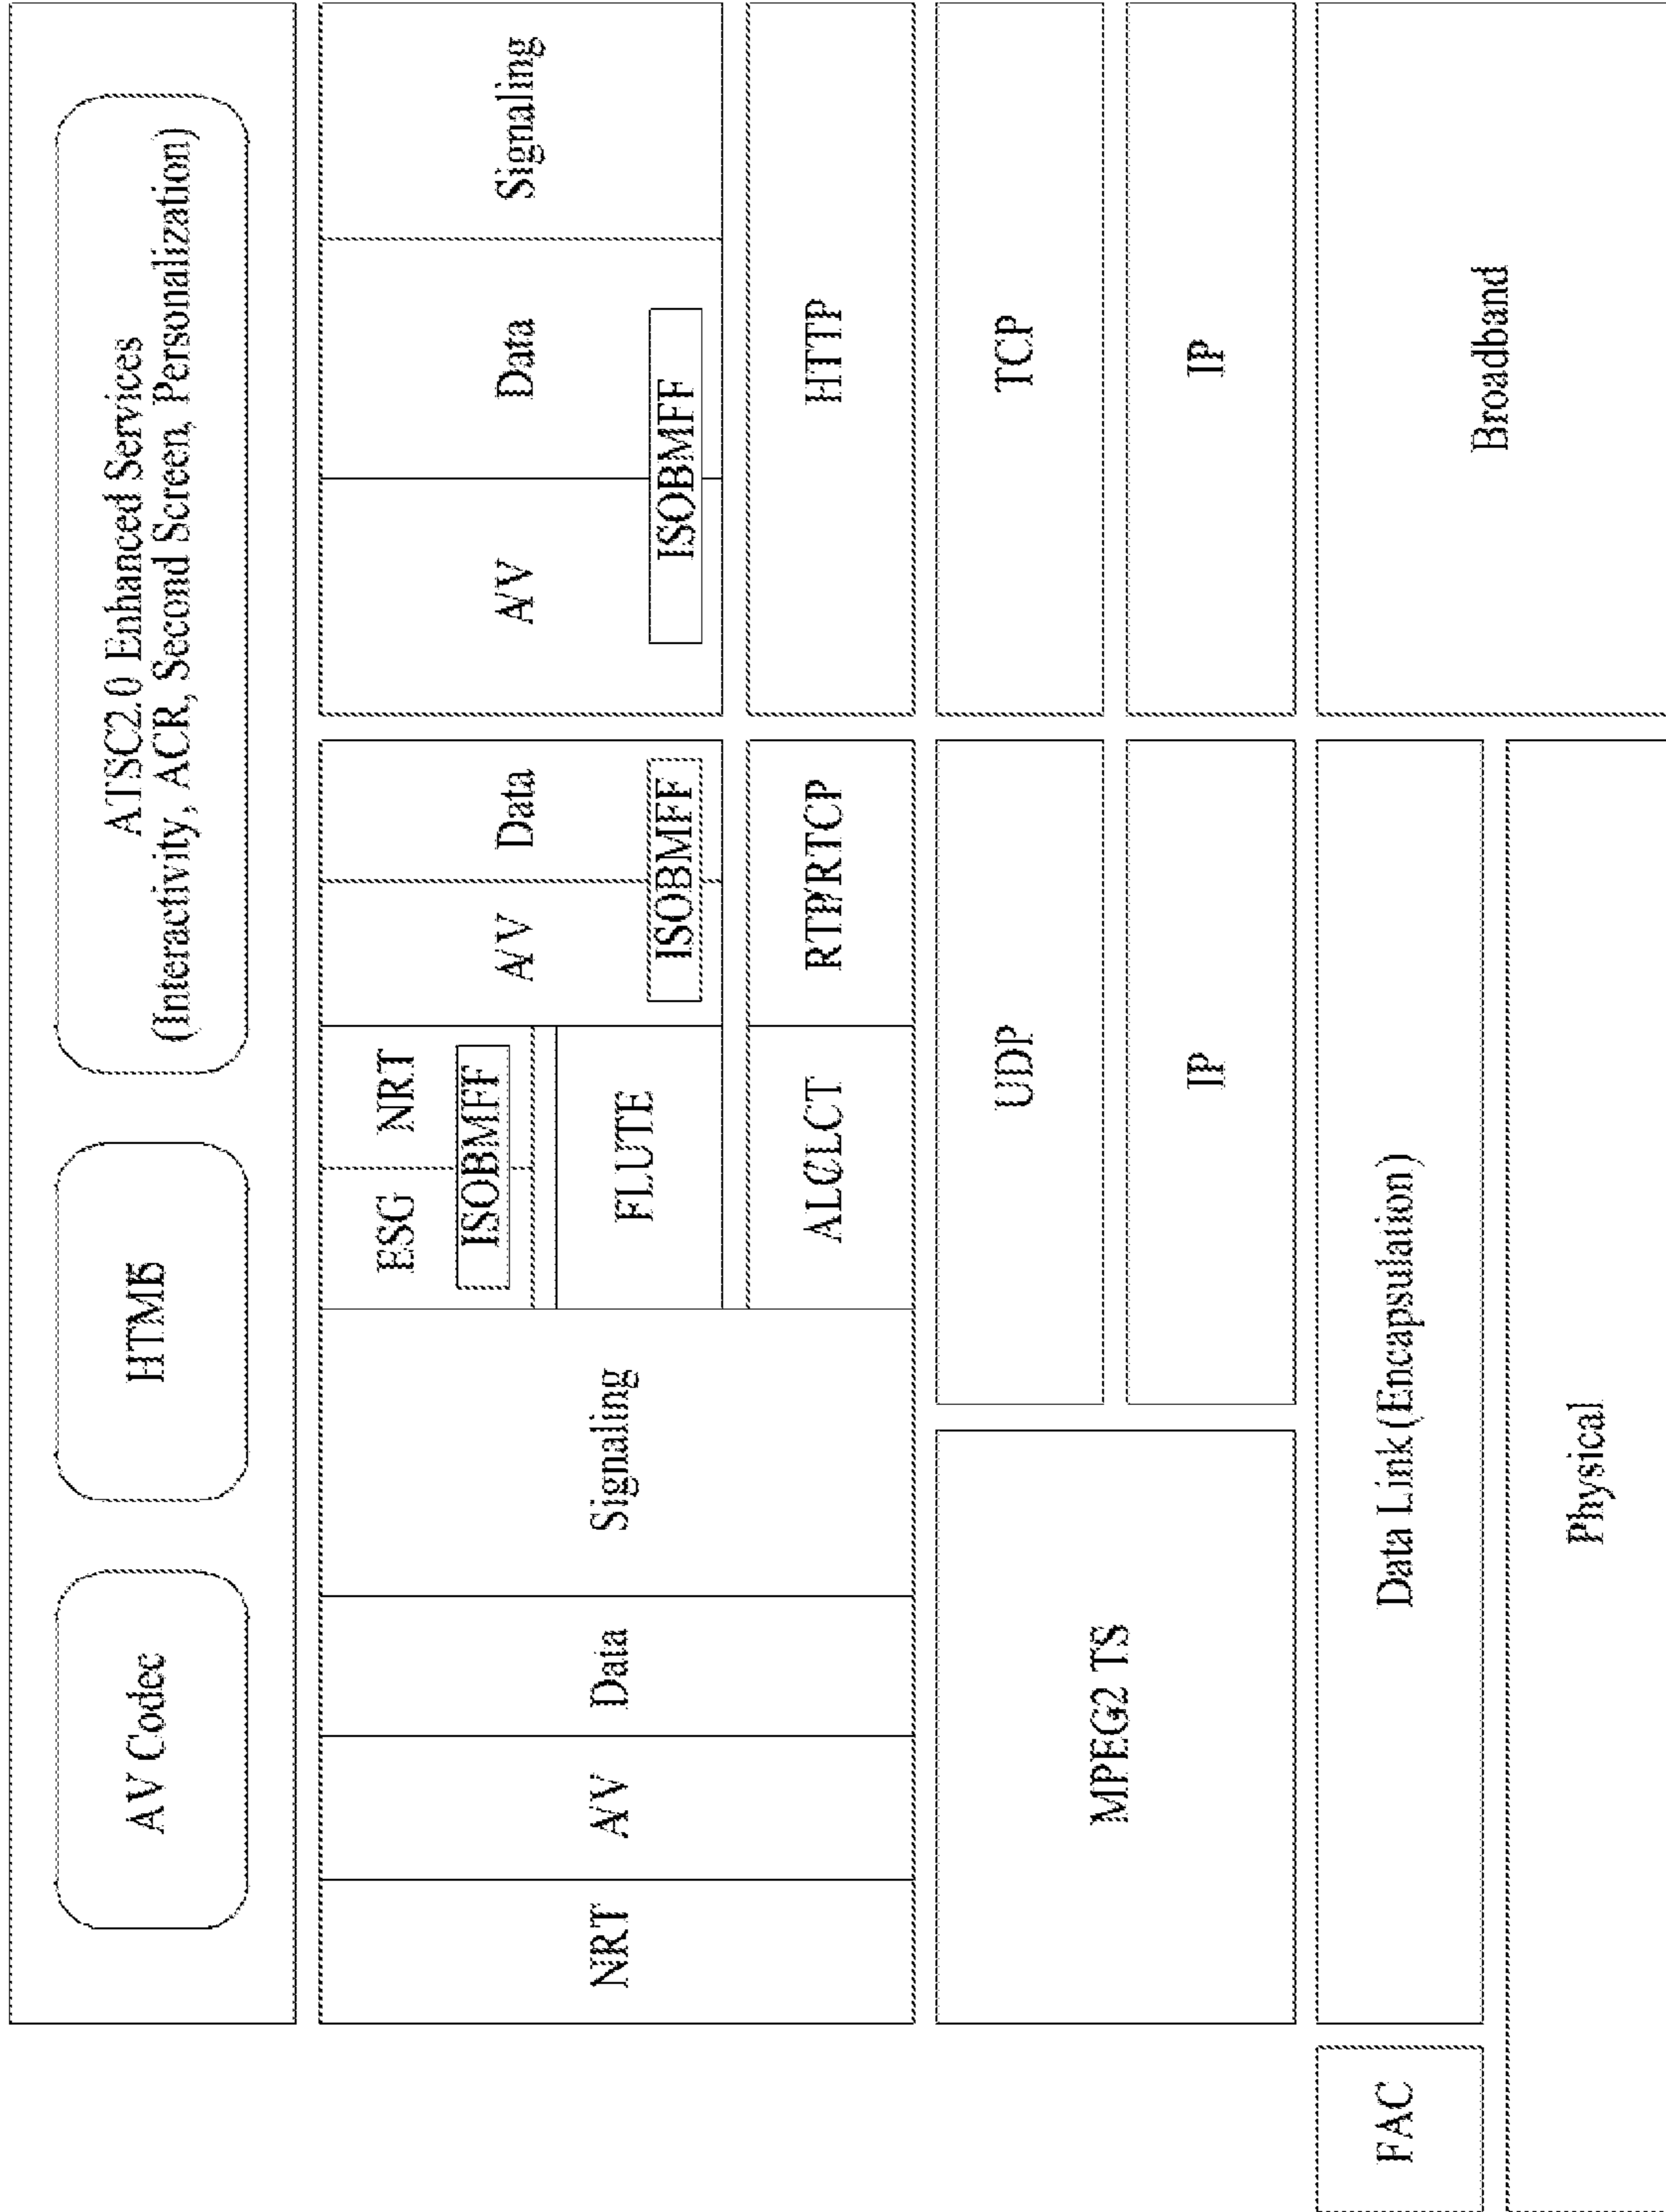 AV Codec
HTML5
ATSC2.0 Enhanced Services
(Interactivity, ACR, Second Screen, Personalization)
NRT
A/V
Data
Signaling
ESG
NRT
ISOBMFF
FLUTE
ALC/LCT
A/V
Data
ISOBMFF
RTP/RTCP
A/V
Data
Signaling
ISOBMFF
HTTP
MPEG2 TS
UDP
IP
TCP
IP
FAC
Data Link (Encapsulation)
Physical
Broadband